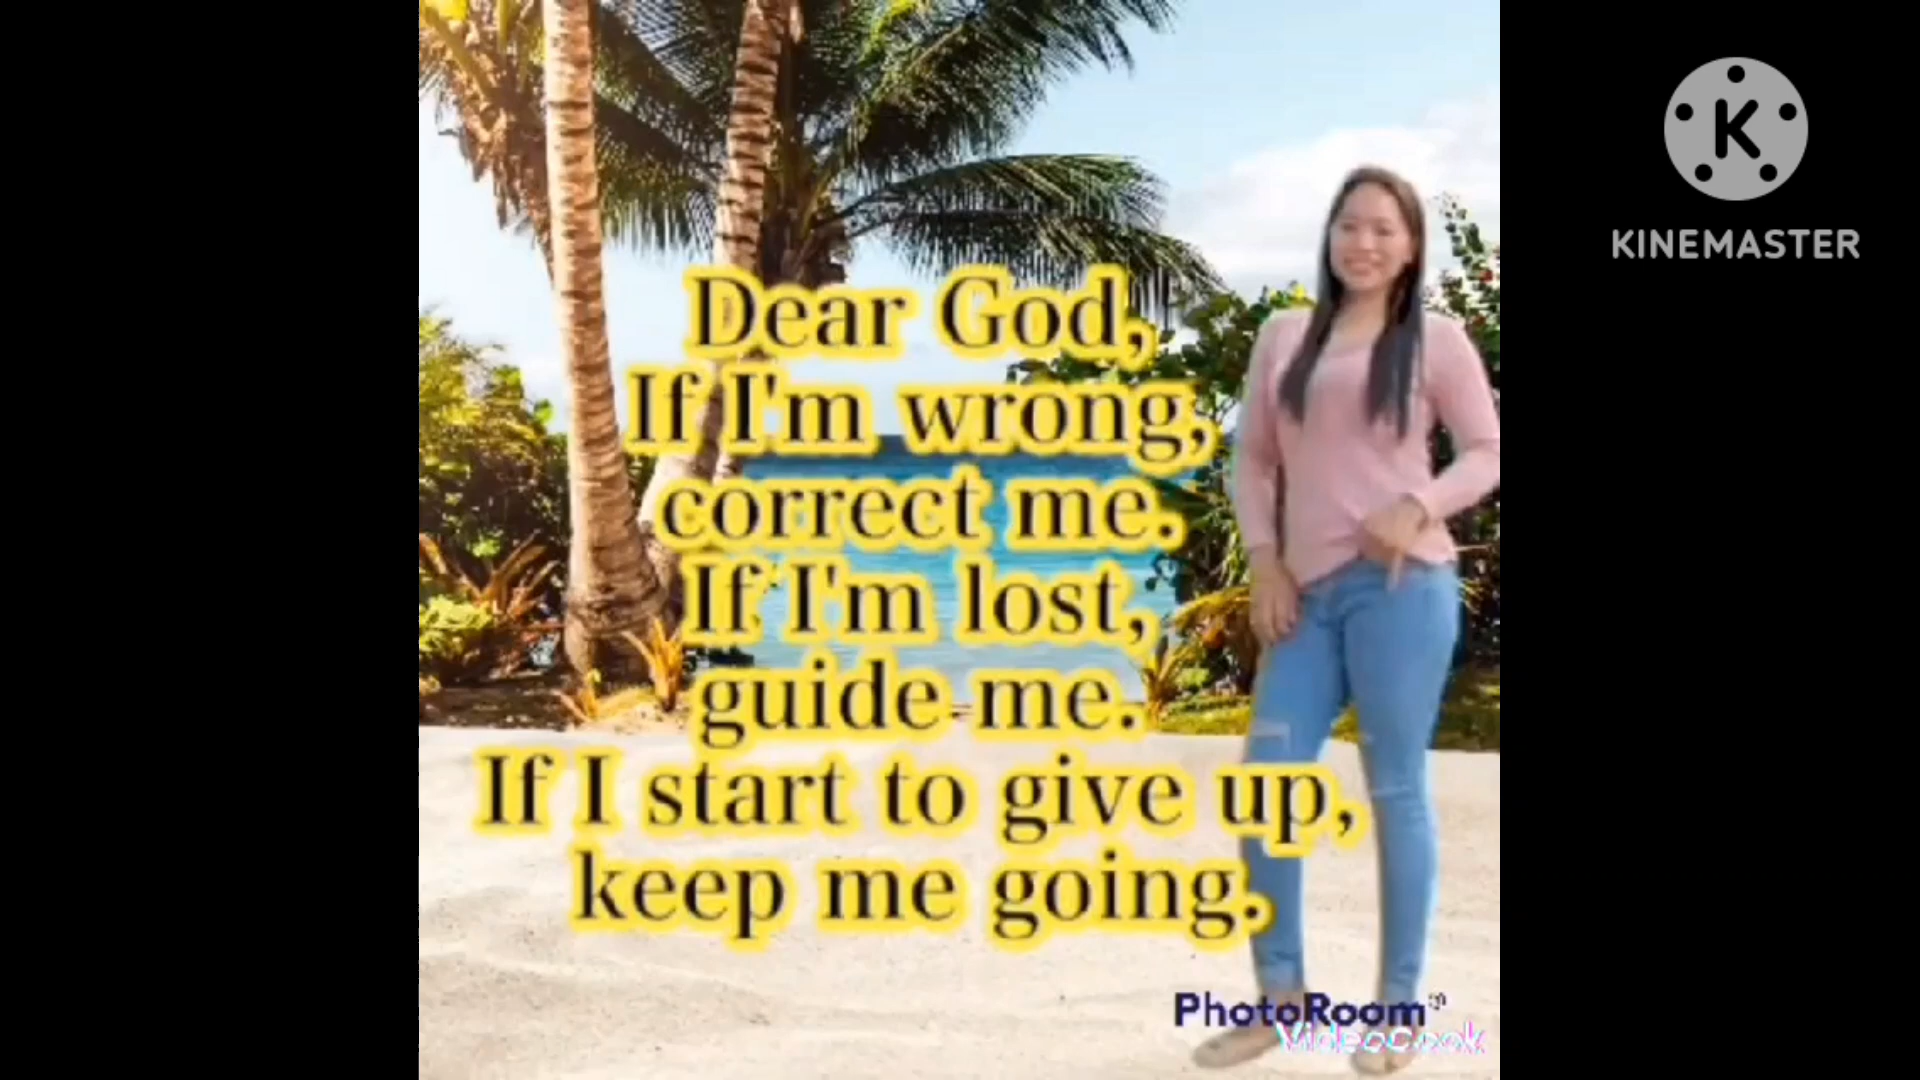 KINEMASTER
Dear God,
If I'm wrong,
correct me.
If I'm lost,
guide me.
If I start to give up,
keep me going.
PhotoRoom
VideoCook